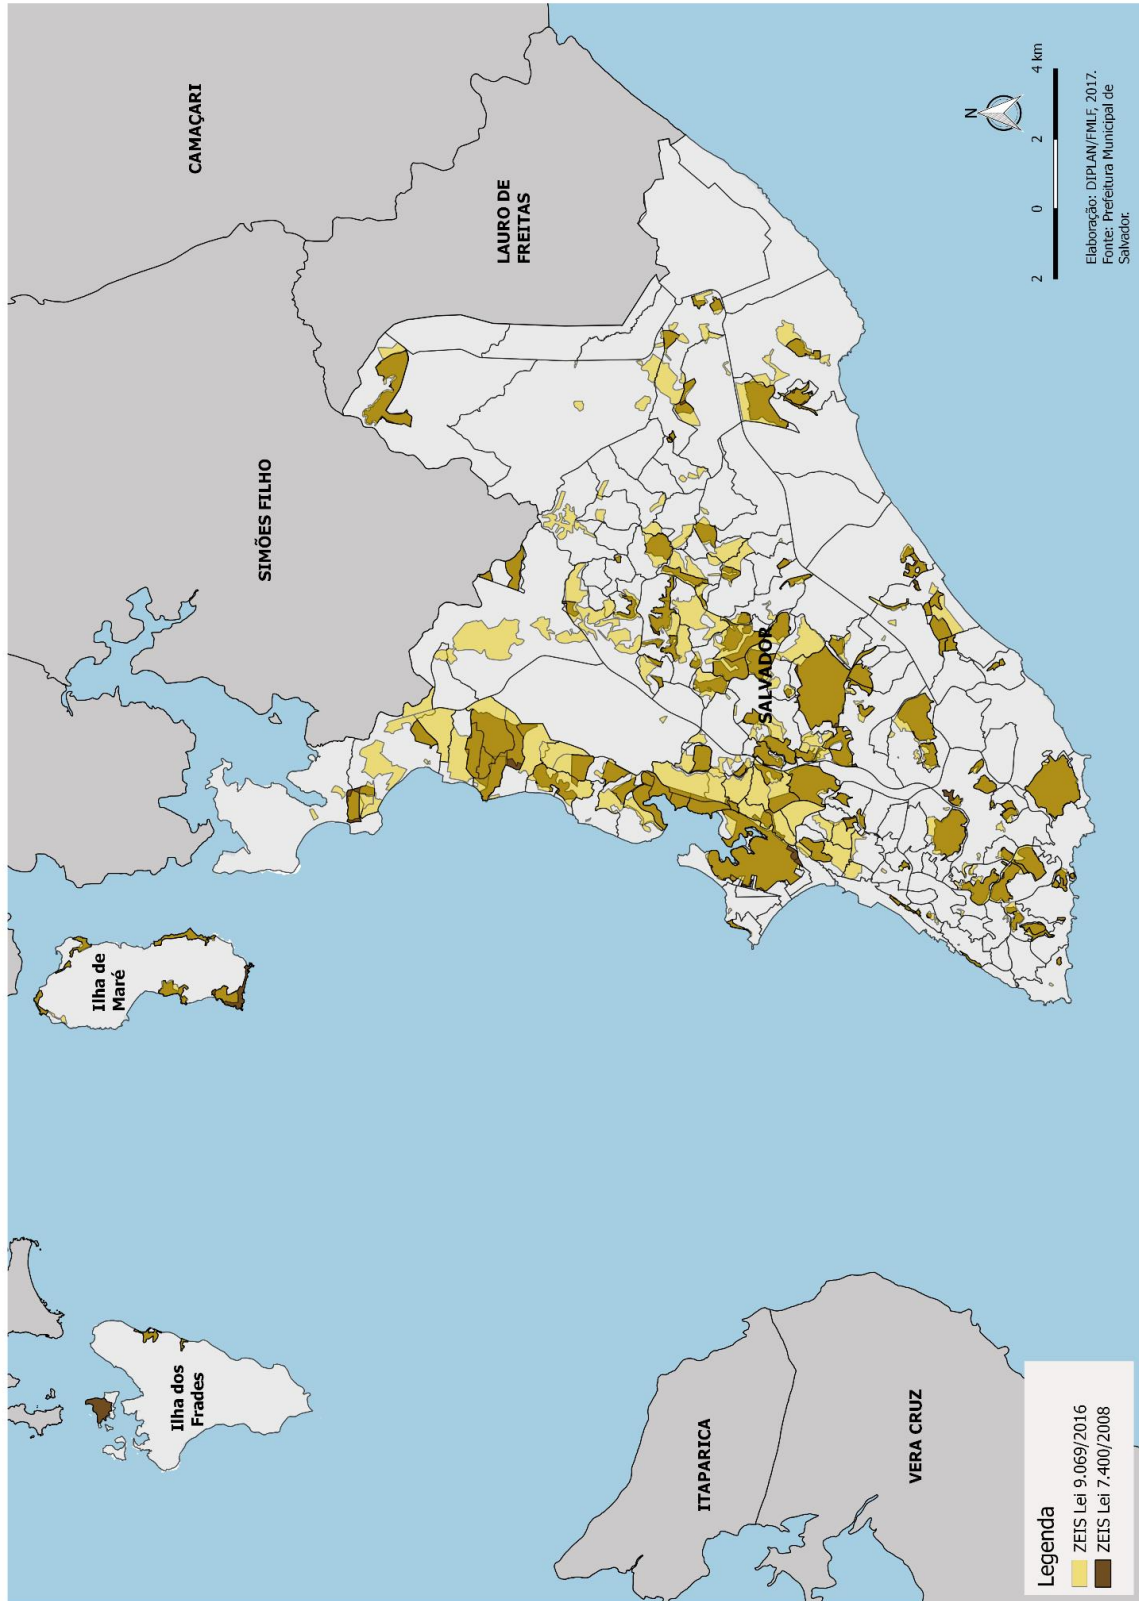 CAMAÇARI
LAURO DE
FREITAS
SIMÕES FILHO
SALVADOR
Ilha de
Maré
Ilha dos
Frades
ITAPARICA
VERA CRUZ
N
2 0 2 4 km
Elaboração: DIPLAN/FMLF, 2017.
Fonte: Prefeitura Municipal de
Salvador.
Legenda
ZEIS Lei 9.069/2016
ZEIS Lei 7.400/2008